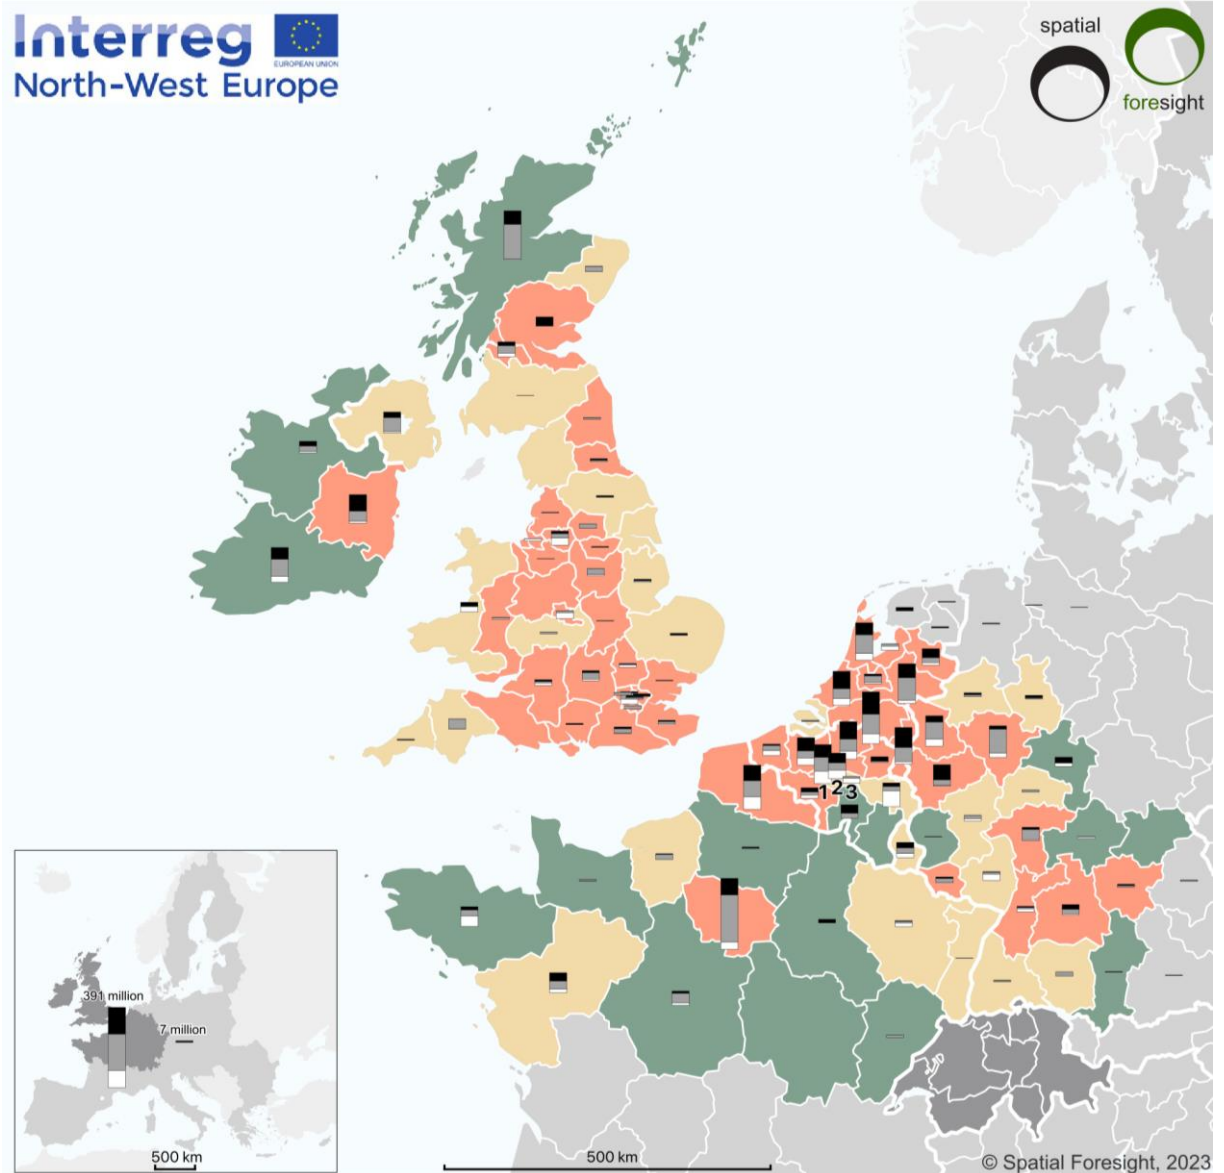 Interreg
EUROPEAN UNION
North-West Europe
spatial
foresight
1 2 3
391 million
7 million
500 km
500 km
© Spatial Foresight, 2023